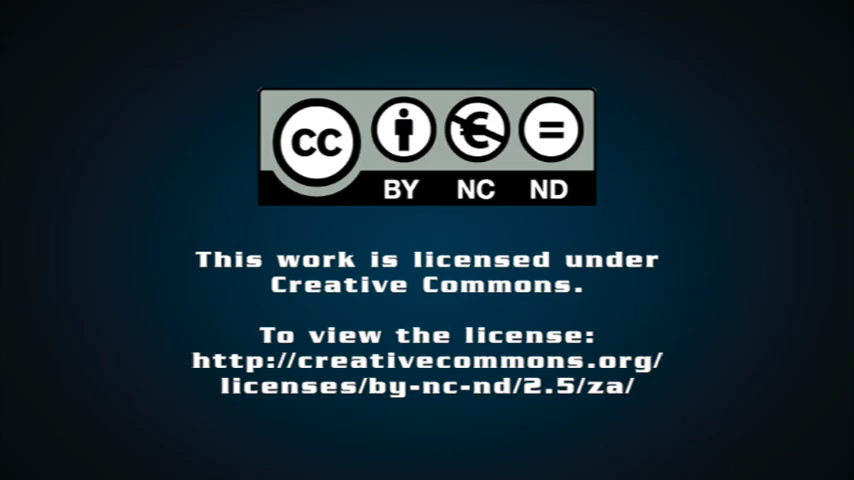 CC
BY NC ND
This work is licensed under
Creative Commons.
To view the license:
http://creativecommons.org/
licenses/by-nc-nd/2.5/za/